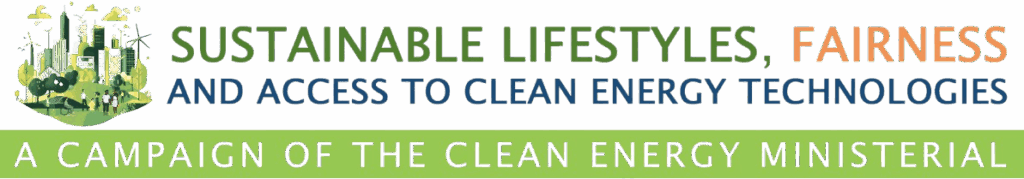 SUSTAINABLE LIFESTYLES, FAIRNESS
AND ACCESS TO CLEAN ENERGY TECHNOLOGIES
A CAMPAIGN OF THE CLEAN ENERGY MINISTERIAL